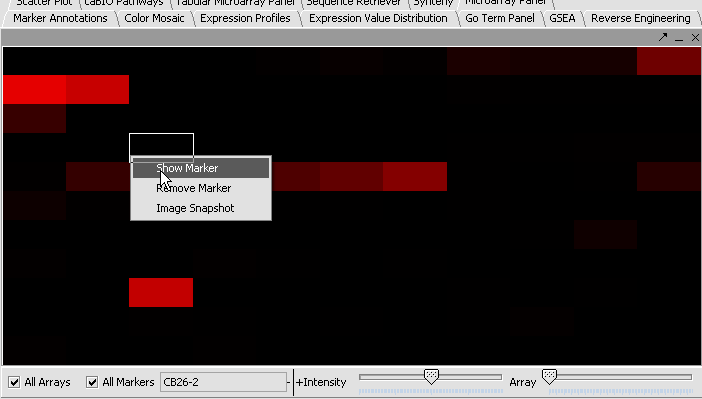 Scatter Plot caBIO Pathways Tabular Microarray Panel Sequence Retriever Synteny Microarray Panel
Marker Annotations Color Mosaic Expression Profiles Expression Value Distribution Go Term Panel GSEA Reverse Engineering
Show Marker
Remove Marker
Image Snapshot
All Arrays All Markers CB26-2 -+Intensity Array